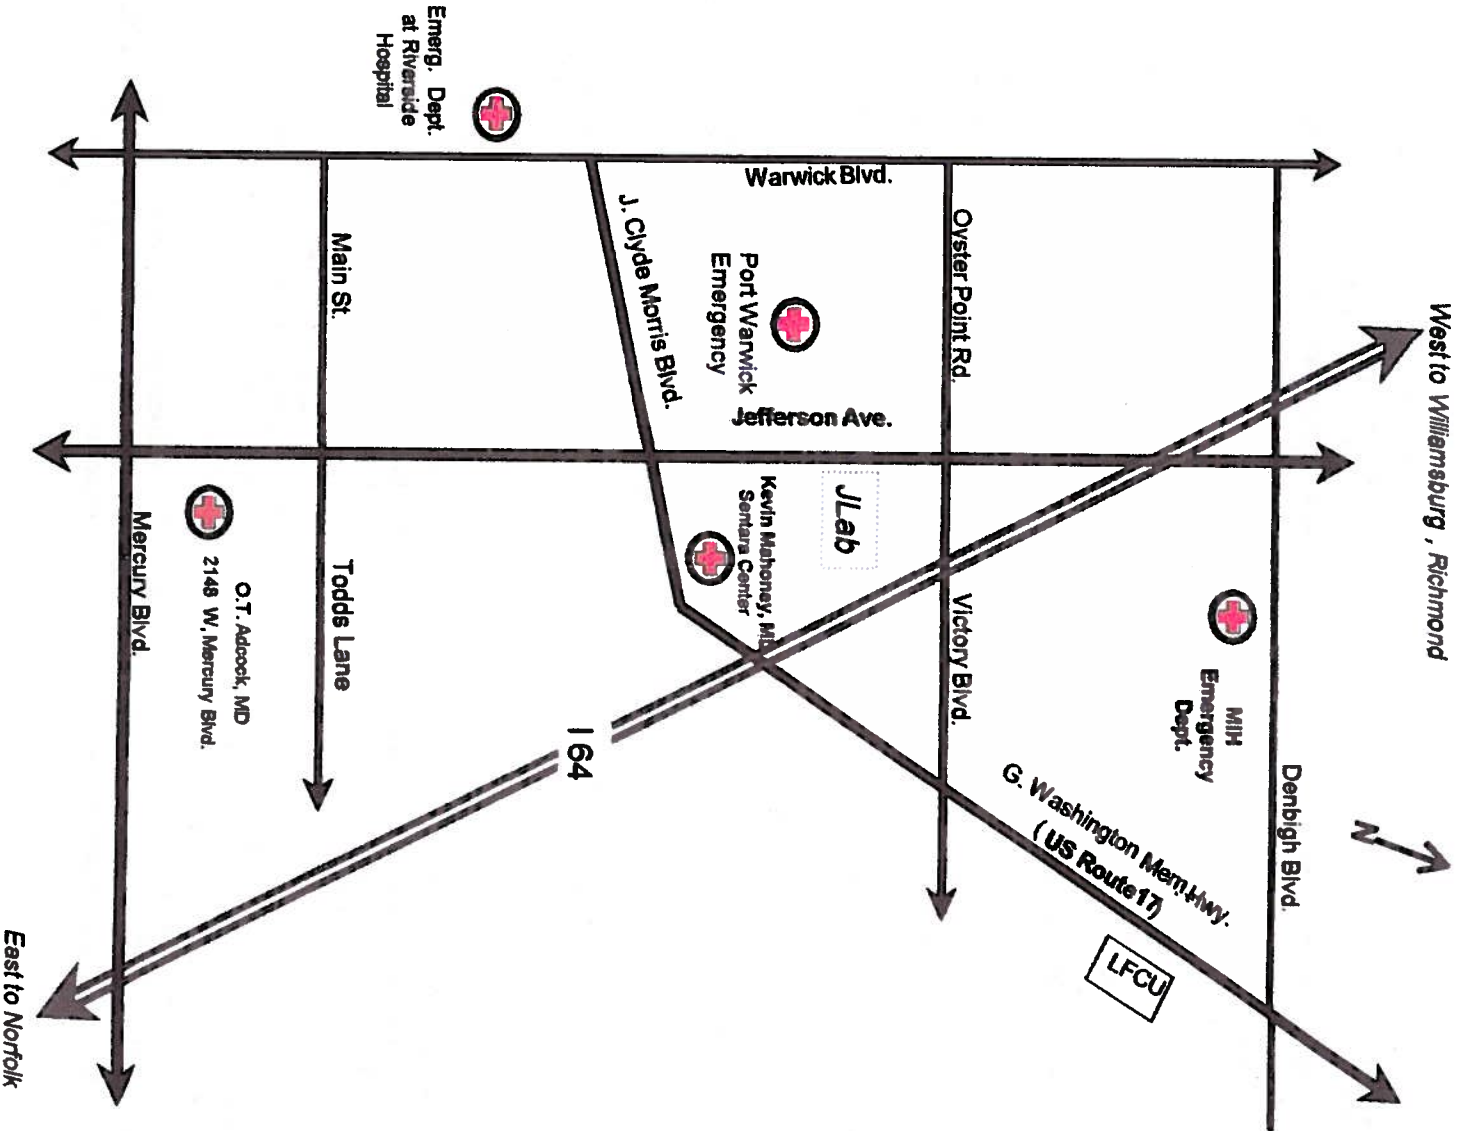 West to Williamsburg , Richmond
N
Denbigh Blvd.
MIH
Emergency
Dept.
G. Washington Mem.Hwy.
( US Route17)
LFCU
Oyster Point Rd.
Victory Blvd.
Warwick Blvd.
Jefferson Ave.
JLab
Port Warwick
Emergency
Kevin Mahoney, MD
Sentara Center
J. Clyde Morris Blvd.
I 64
Emerg. Dept.
at Riverside
Hospital
Main St.
Todds Lane
O.T. Adcock, MD
2148 W, Mercury Blvd.
Mercury Blvd.
East to Norfolk